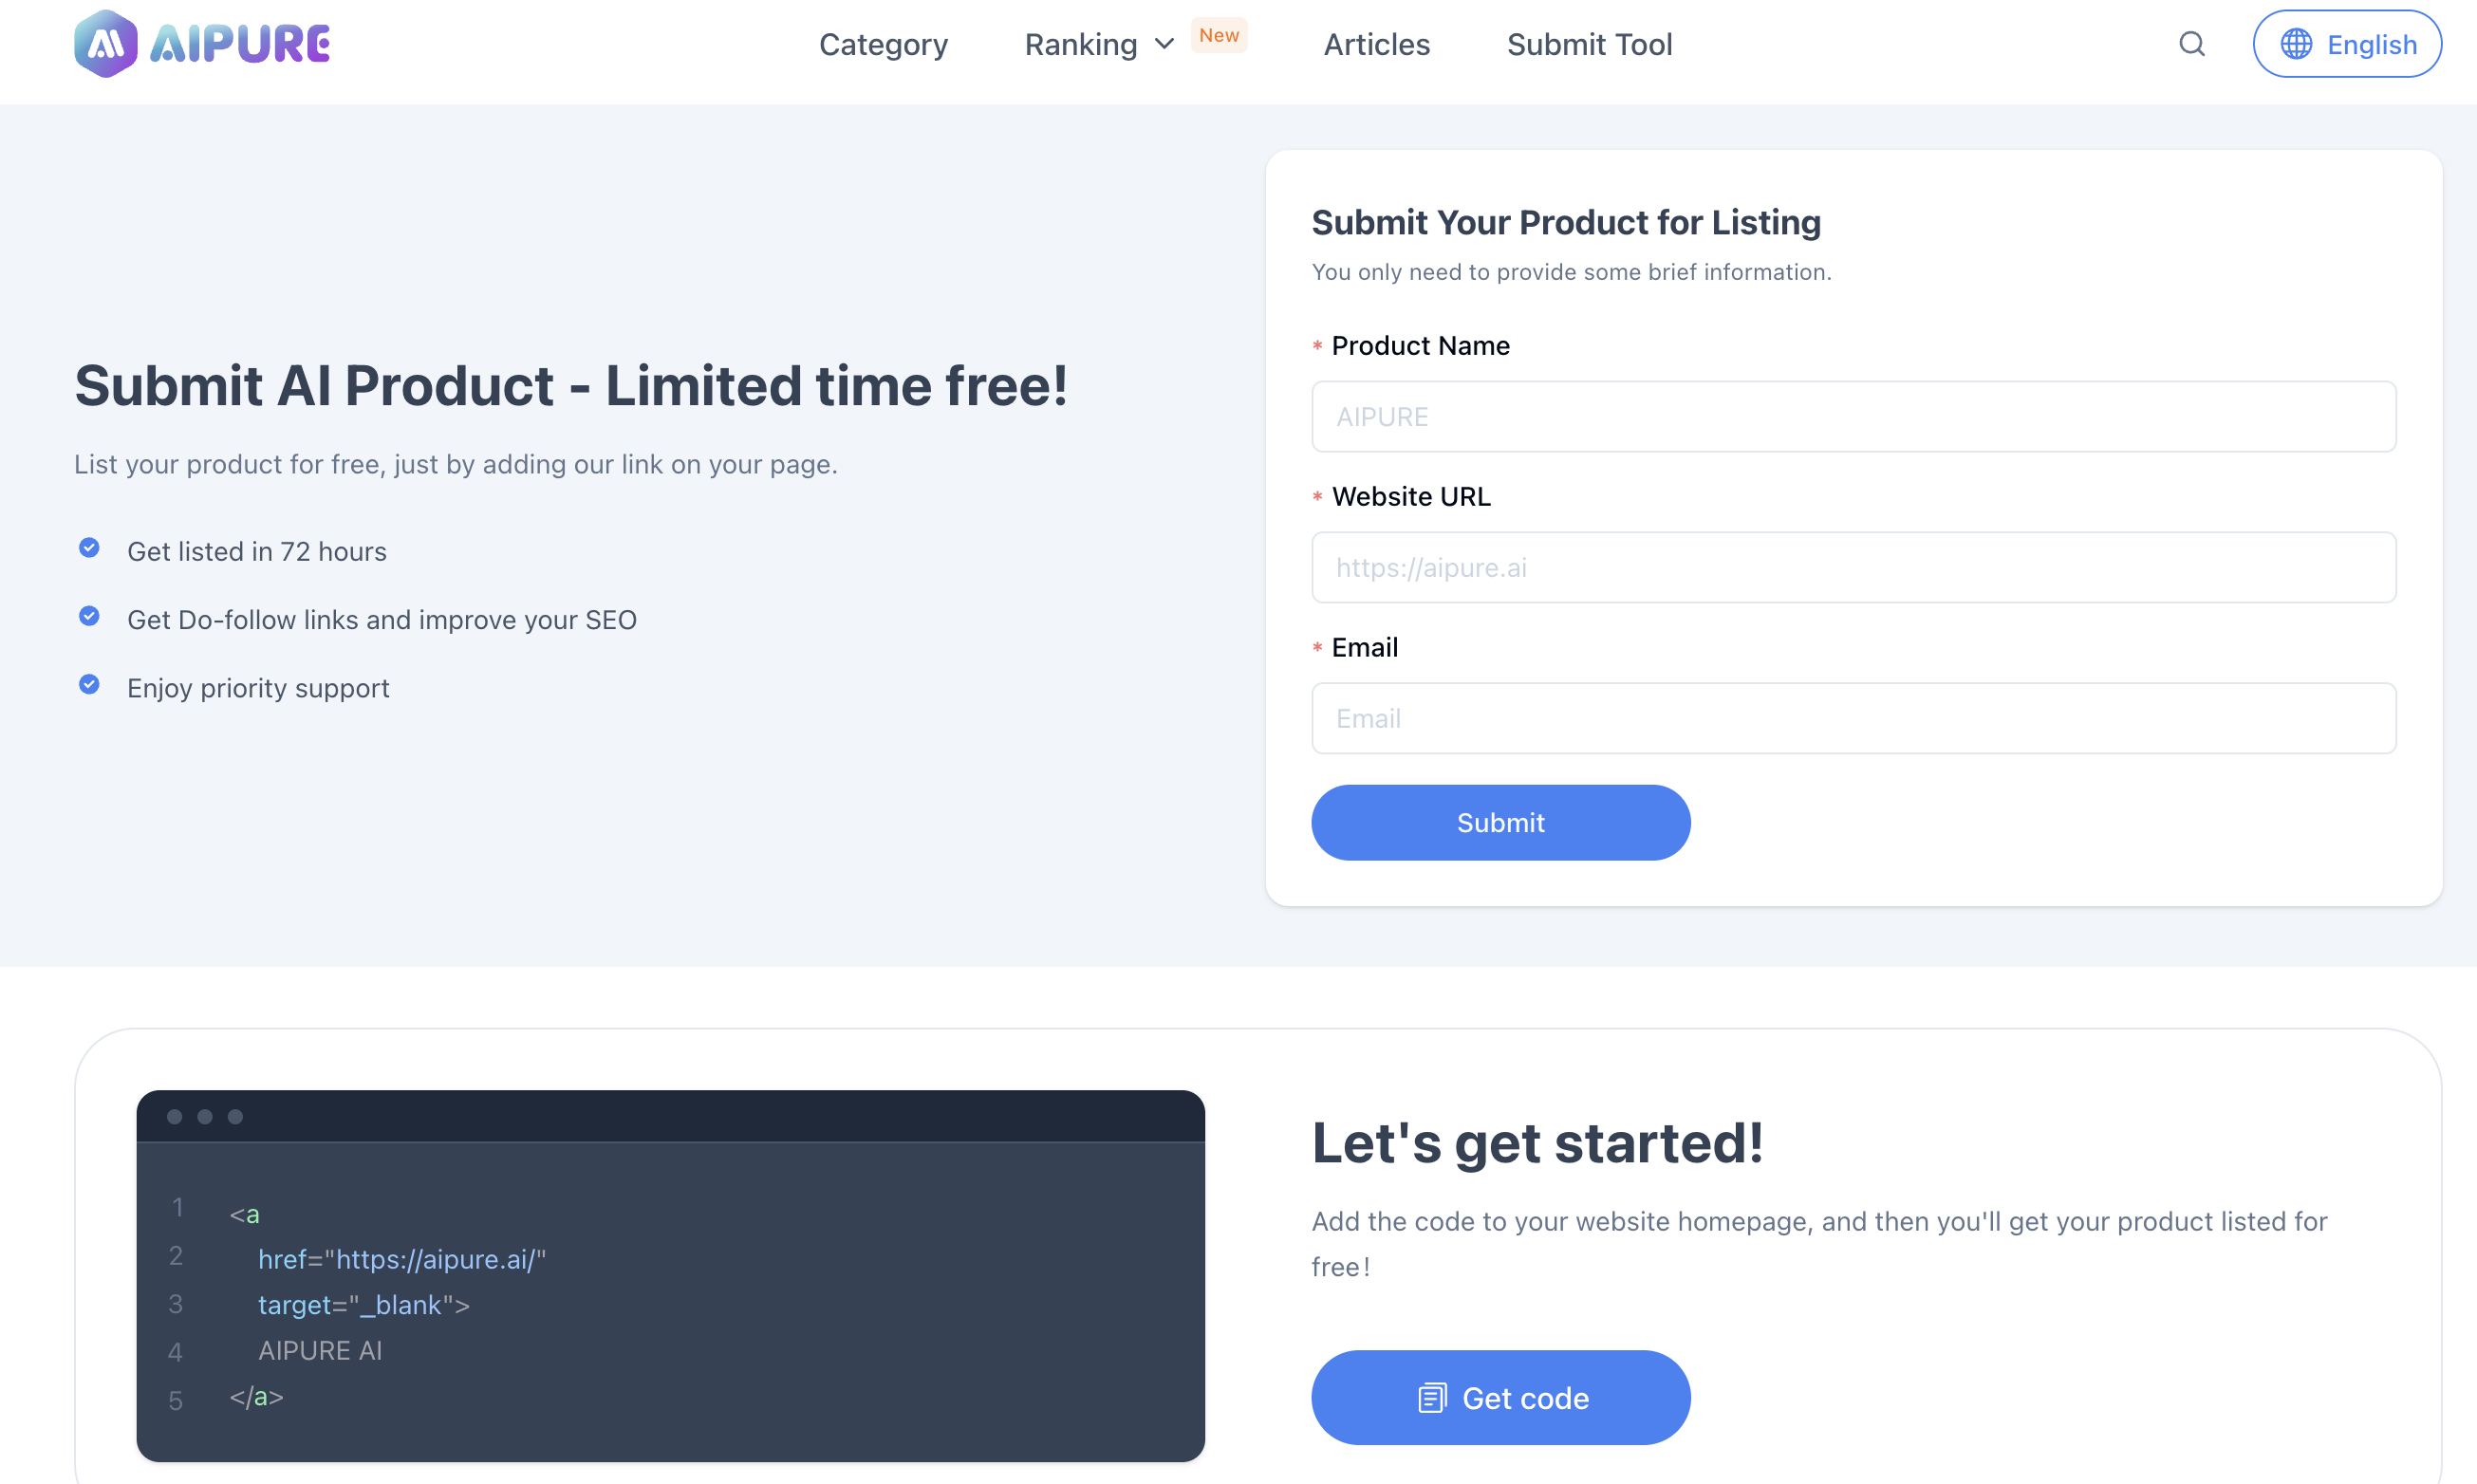 AIPURE
Category
Ranking
New
Articles
Submit Tool
English
Submit AI Product - Limited time free!
List your product for free, just by adding our link on your page.
Get listed in 72 hours
Get Do-follow links and improve your SEO
Enjoy priority support
Submit Your Product for Listing
You only need to provide some brief information.
* Product Name
AIPURE
* Website URL
https://aipure.ai
* Email
Email
Submit
1 <a
2 href="https://aipure.ai/"
3 target="_blank">
4 AIPURE AI
5 </a>
Let's get started!
Add the code to your website homepage, and then you'll get your product listed for
free!
Get code